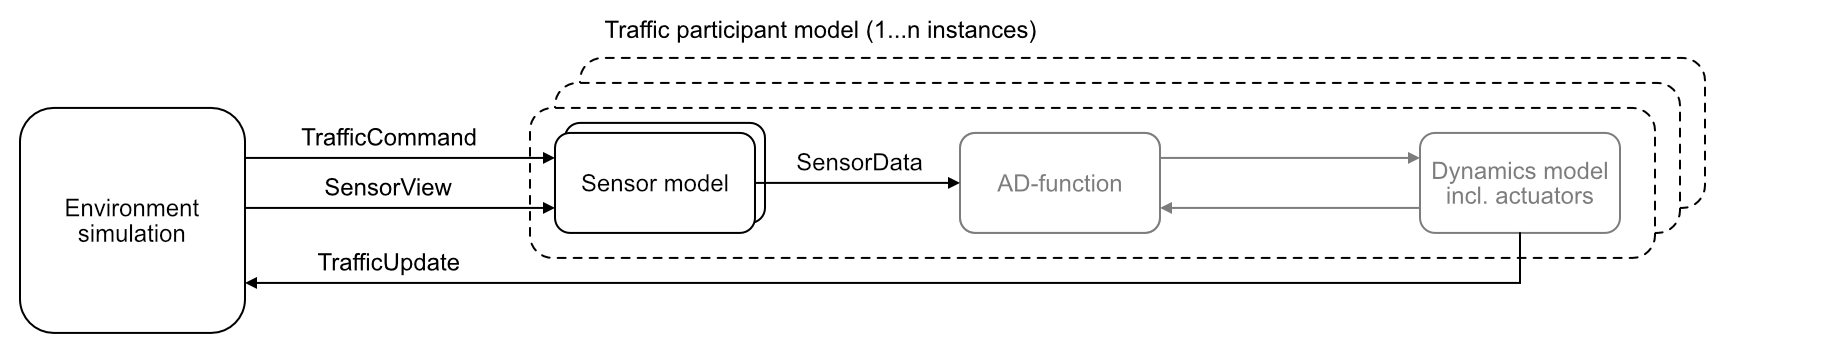 Traffic participant model (1...n instances)
TrafficCommand
SensorView
Environment
simulation
TrafficUpdate
Sensor model
SensorData
AD-function
Dynamics model
incl. actuators